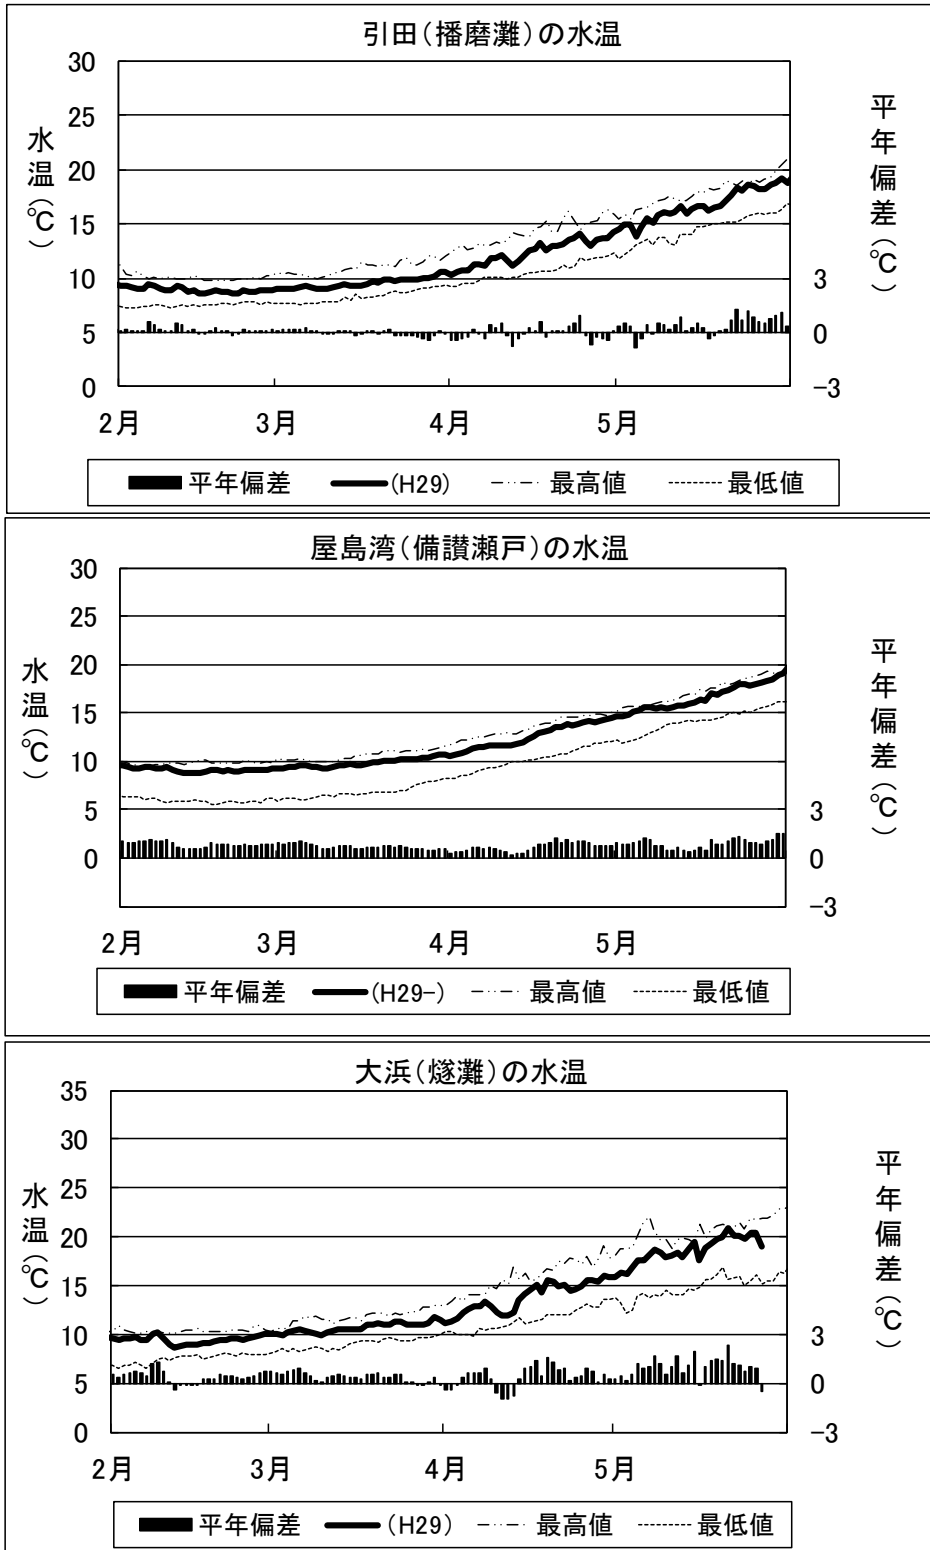 引田（播磨灘）の水温
30
25
20
15
10
5
0
水温（℃）
平年偏差（℃）
3
0
−3
2月 3月 4月 5月
平年偏差 (H29) 最高値 最低値
屋島湾（備讃瀬戸）の水温
30
25
20
15
10
5
0
水温（℃）
平年偏差（℃）
3
0
−3
2月 3月 4月 5月
平年偏差 (H29−) 最高値 最低値
大浜（燧灘）の水温
35
30
25
20
15
10
5
0
水温（℃）
平年偏差（℃）
3
0
−3
2月 3月 4月 5月
平年偏差 (H29) 最高値 最低値